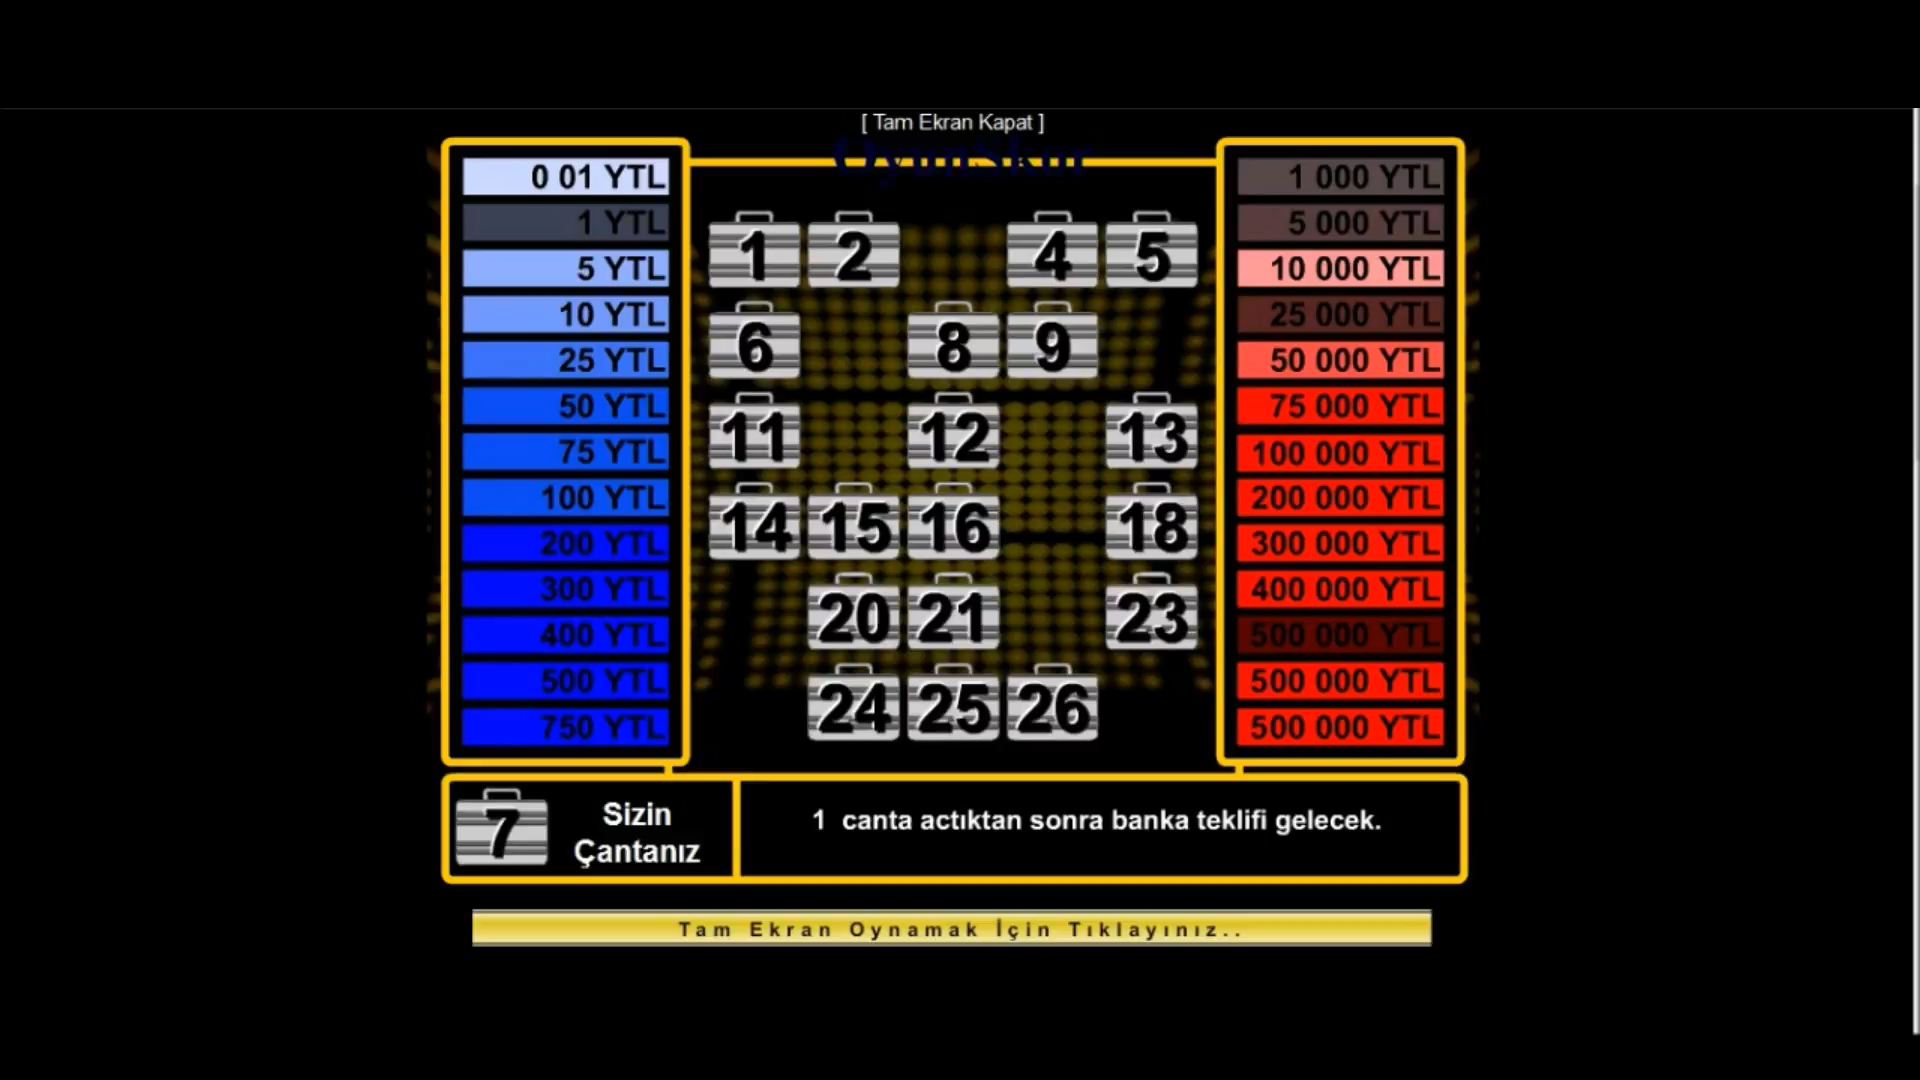 [ Tam Ekran Kapat ]
OyunSkor
0 01 YTL
1 YTL
5 YTL
10 YTL
25 YTL
50 YTL
75 YTL
100 YTL
200 YTL
300 YTL
400 YTL
500 YTL
750 YTL
1 2 4 5
6 8 9
11 12 13
14 15 16 18
20 21 23
24 25 26
1 000 YTL
5 000 YTL
10 000 YTL
25 000 YTL
50 000 YTL
75 000 YTL
100 000 YTL
200 000 YTL
300 000 YTL
400 000 YTL
500 000 YTL
500 000 YTL
500 000 YTL
7
Sizin
Çantanız
1 canta actıktan sonra banka teklifi gelecek.
Tam Ekran Oynamak İçin Tıklayınız..